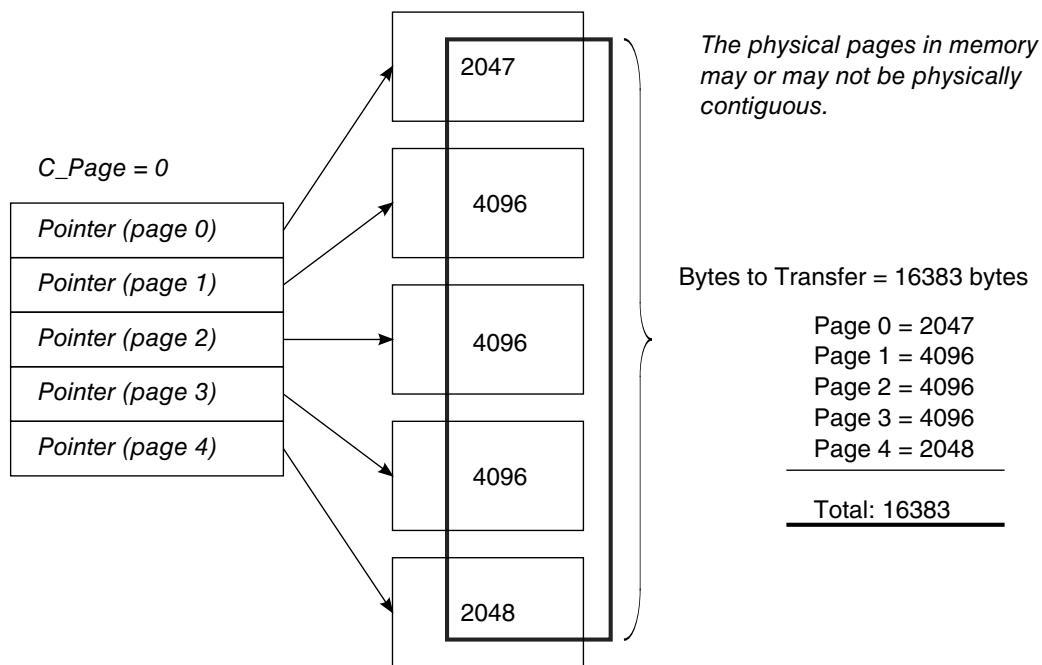 The physical pages in memory
may or may not be physically
contiguous.
C_Page = 0
Pointer (page 0)
Pointer (page 1)
Pointer (page 2)
Pointer (page 3)
Pointer (page 4)
2047
4096
4096
4096
2048
Bytes to Transfer = 16383 bytes
Page 0 = 2047
Page 1 = 4096
Page 2 = 4096
Page 3 = 4096
Page 4 = 2048
Total: 16383